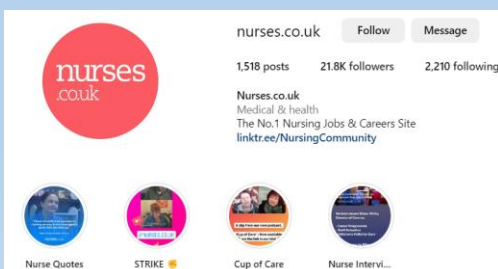 nurses
.co.uk
nurses.co.uk Follow Message
1,518 posts 21.8K followers 2,210 following
Nurses.co.uk
Medical & health
The No.1 Nursing Jobs & Careers Site
linktr.ee/NursingCommunity
Nurse Quotes STRIKE ✊ Cup of Care Nurse Intervi...